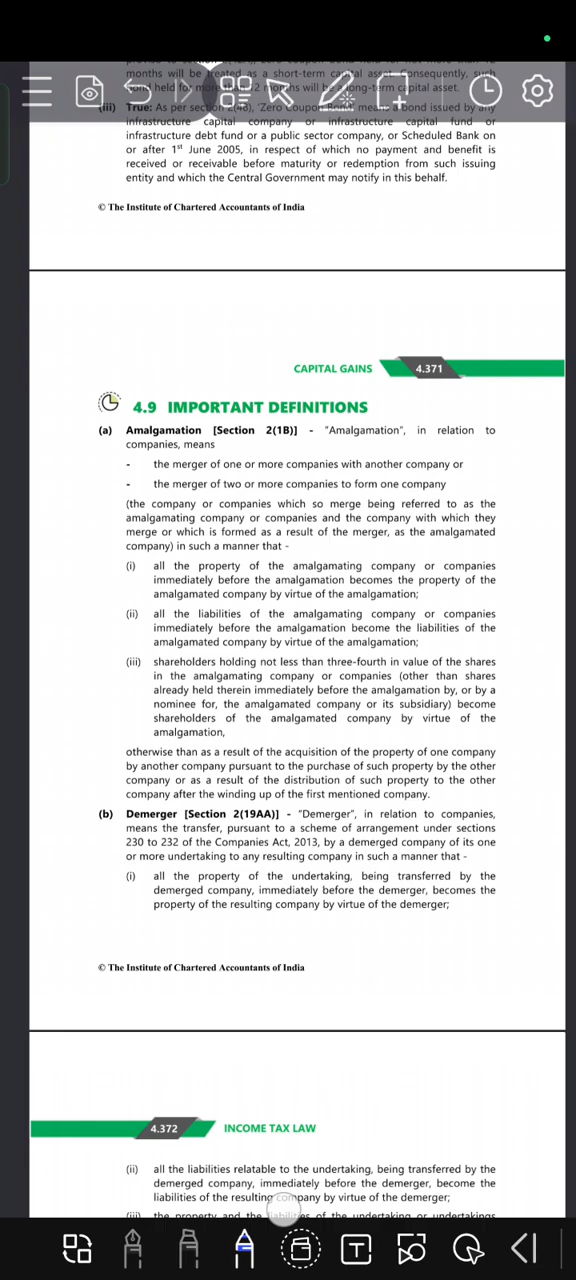 months will be treated as a short-term capital asset. Consequently, such
bond held for more than 12 months will be a long-term capital asset.
(iii) True: As per section 2(48), 'Zero Coupon Bond' means a bond issued by any
infrastructure capital company or infrastructure capital fund or
infrastructure debt fund or a public sector company, or Scheduled Bank on
or after 1st June 2005, in respect of which no payment and benefit is
received or receivable before maturity or redemption from such issuing
entity and which the Central Government may notify in this behalf.
© The Institute of Chartered Accountants of India
CAPITAL GAINS 4.371
4.9 IMPORTANT DEFINITIONS
(a) Amalgamation [Section 2(1B)] - "Amalgamation", in relation to
companies, means
- the merger of one or more companies with another company or
- the merger of two or more companies to form one company
(the company or companies which so merge being referred to as the
amalgamating company or companies and the company with which they
merge or which is formed as a result of the merger, as the amalgamated
company) in such a manner that -
(i) all the property of the amalgamating company or companies
immediately before the amalgamation becomes the property of the
amalgamated company by virtue of the amalgamation;
(ii) all the liabilities of the amalgamating company or companies
immediately before the amalgamation become the liabilities of the
amalgamated company by virtue of the amalgamation;
(iii) shareholders holding not less than three-fourth in value of the shares
in the amalgamating company or companies (other than shares
already held therein immediately before the amalgamation by, or by a
nominee for, the amalgamated company or its subsidiary) become
shareholders of the amalgamated company by virtue of the
amalgamation,
otherwise than as a result of the acquisition of the property of one company
by another company pursuant to the purchase of such property by the other
company or as a result of the distribution of such property to the other
company after the winding up of the first mentioned company.
(b) Demerger [Section 2(19AA)] - "Demerger", in relation to companies,
means the transfer, pursuant to a scheme of arrangement under sections
230 to 232 of the Companies Act, 2013, by a demerged company of its one
or more undertaking to any resulting company in such a manner that -
(i) all the property of the undertaking, being transferred by the
demerged company, immediately before the demerger, becomes the
property of the resulting company by virtue of the demerger;
© The Institute of Chartered Accountants of India
4.372 INCOME TAX LAW
(ii) all the liabilities relatable to the undertaking, being transferred by the
demerged company, immediately before the demerger, become the
liabilities of the resulting company by virtue of the demerger;
(iii) the property and the liabilities of the undertaking or undertakings
T